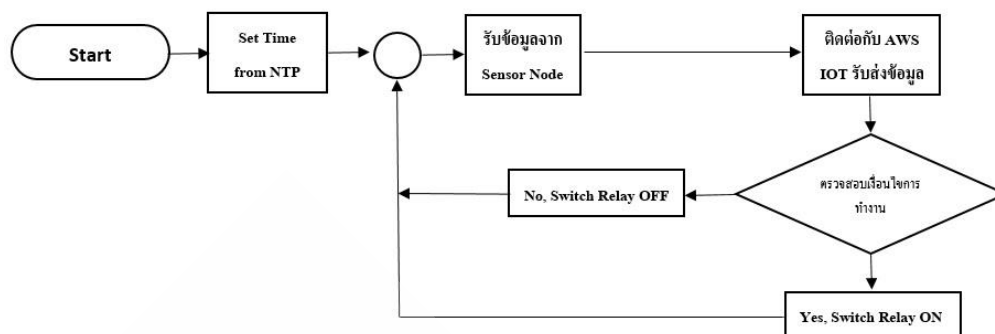 Start
Set Time
from NTP
รับข้อมูลจาก
Sensor Node
ติดต่อกับ AWS
IOT รับส่งข้อมูล
ตรวจสอบเงื่อนไขการ
ทำงาน
No, Switch Relay OFF
Yes, Switch Relay ON